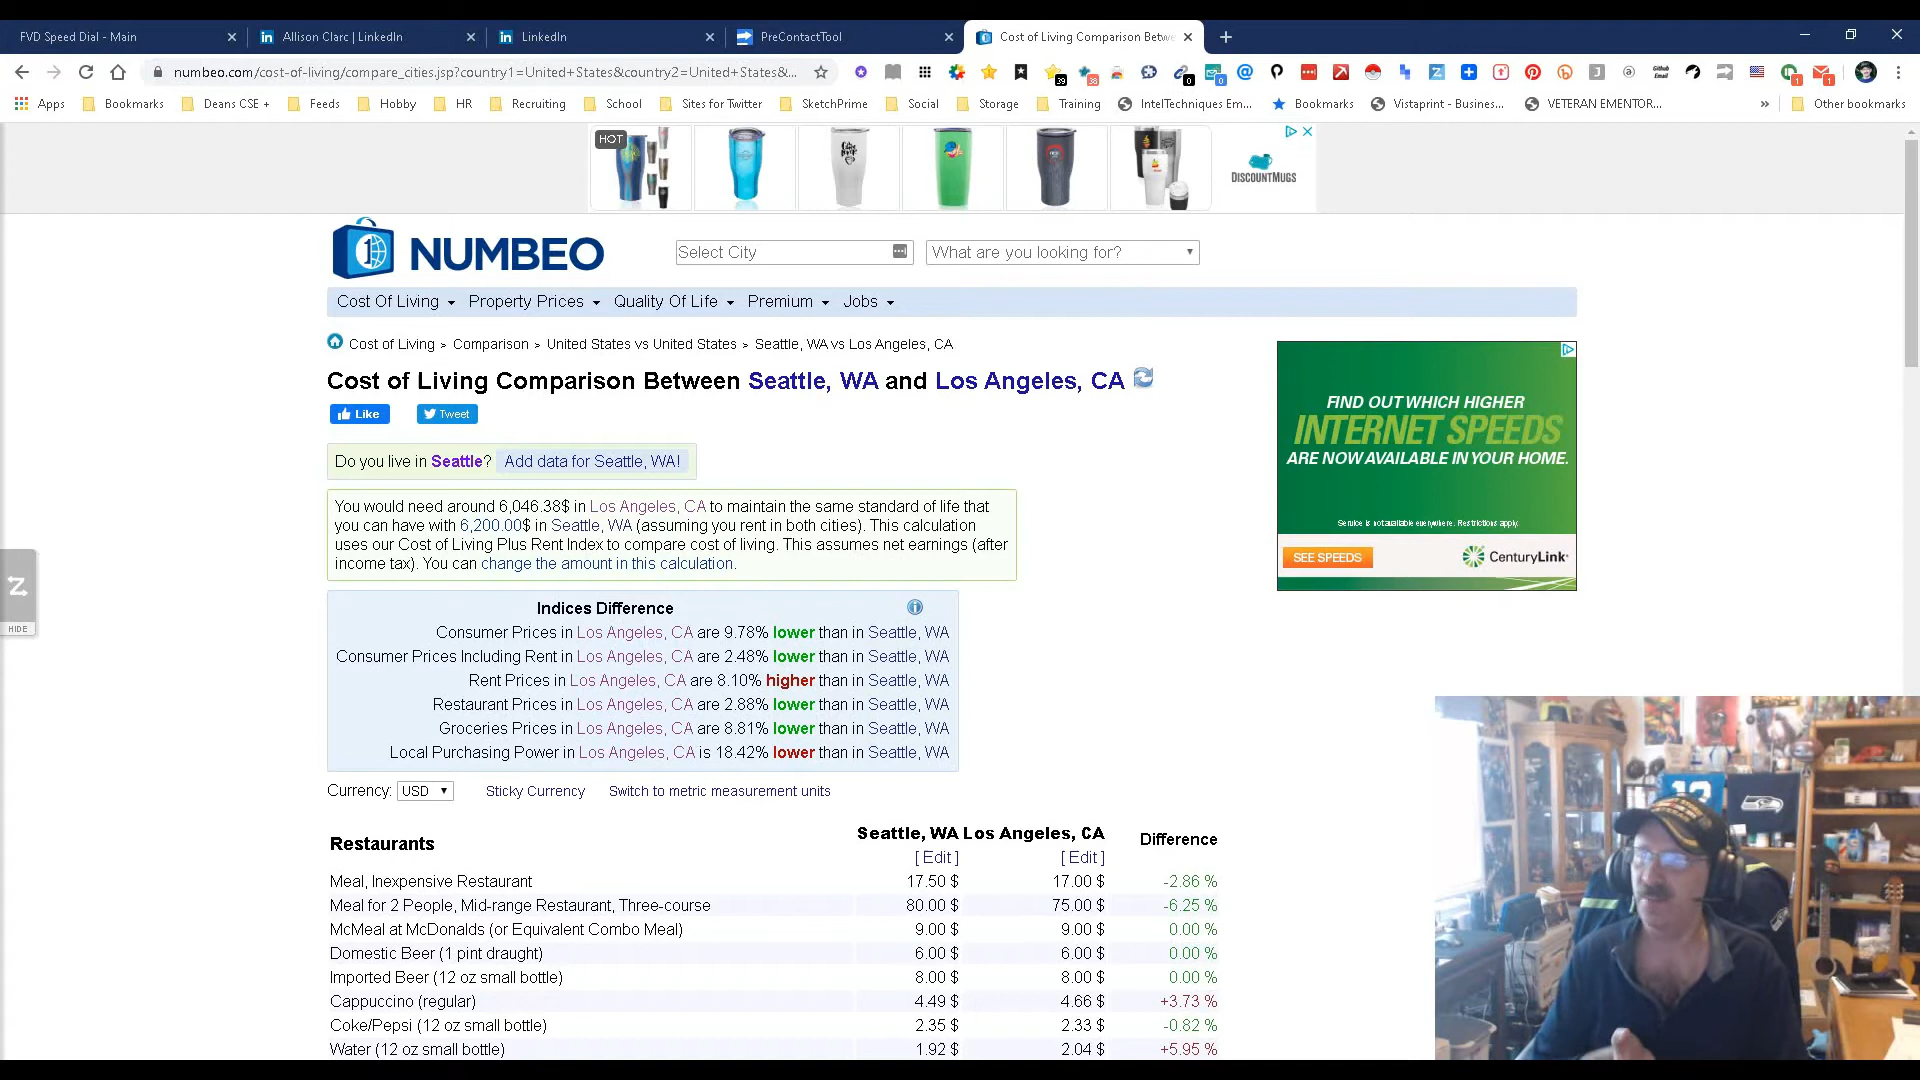 FVD Speed Dial - Main
Allison Clarc | LinkedIn
LinkedIn
PreContactTool
Cost of Living Comparison Betwe
numbeo.com/cost-of-living/compare_cities.jsp?country1=United+States&country2=United+States&...
39
38
0
0
1
1
Apps
Bookmarks
Deans CSE +
Feeds
Hobby
HR
Recruiting
School
Sites for Twitter
SketchPrime
Social
Storage
Training
IntelTechniques Em...
Bookmarks
Vistaprint - Busines...
VETERAN EMENTOR...
»
Other bookmarks
HOT
DISCOUNTMUGS
NUMBEO
Select City
What are you looking for?
Cost Of Living
Property Prices
Quality Of Life
Premium
Jobs
Cost of Living > Comparison > United States vs United States > Seattle, WA vs Los Angeles, CA
Cost of Living Comparison Between Seattle, WA and Los Angeles, CA
Like
Tweet
Do you live in Seattle? Add data for Seattle, WA!
You would need around 6,046.38$ in Los Angeles, CA to maintain the same standard of life that
you can have with 6,200.00$ in Seattle, WA (assuming you rent in both cities). This calculation
uses our Cost of Living Plus Rent Index to compare cost of living. This assumes net earnings (after
income tax). You can change the amount in this calculation.
FIND OUT WHICH HIGHER
INTERNET SPEEDS
ARE NOW AVAILABLE IN YOUR HOME.
Service is not available everywhere. Restrictions apply.
SEE SPEEDS
CenturyLink
HIDE
Indices Difference
Consumer Prices in Los Angeles, CA are 9.78% lower than in Seattle, WA
Consumer Prices Including Rent in Los Angeles, CA are 2.48% lower than in Seattle, WA
Rent Prices in Los Angeles, CA are 8.10% higher than in Seattle, WA
Restaurant Prices in Los Angeles, CA are 2.88% lower than in Seattle, WA
Groceries Prices in Los Angeles, CA are 8.81% lower than in Seattle, WA
Local Purchasing Power in Los Angeles, CA is 18.42% lower than in Seattle, WA
Currency: USD
Sticky Currency
Switch to metric measurement units
Restaurants Seattle, WA Los Angeles, CA Difference
[ Edit ] [ Edit ]
Meal, Inexpensive Restaurant 17.50 $ 17.00 $ -2.86 %
Meal for 2 People, Mid-range Restaurant, Three-course 80.00 $ 75.00 $ -6.25 %
McMeal at McDonalds (or Equivalent Combo Meal) 9.00 $ 9.00 $ 0.00 %
Domestic Beer (1 pint draught) 6.00 $ 6.00 $ 0.00 %
Imported Beer (12 oz small bottle) 8.00 $ 8.00 $ 0.00 %
Cappuccino (regular) 4.49 $ 4.66 $ +3.73 %
Coke/Pepsi (12 oz small bottle) 2.35 $ 2.33 $ -0.82 %
Water (12 oz small bottle) 1.92 $ 2.04 $ +5.95 %
12